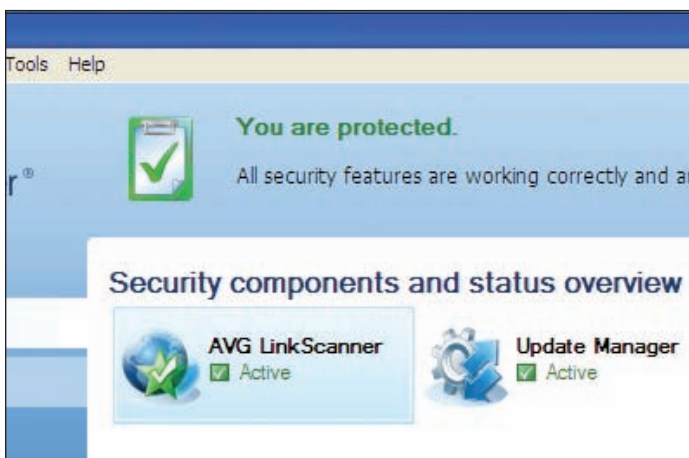 Tools Help
You are protected.
r®
All security features are working correctly and
Security components and status overview
AVG LinkScanner
Active
Update Manager
Active